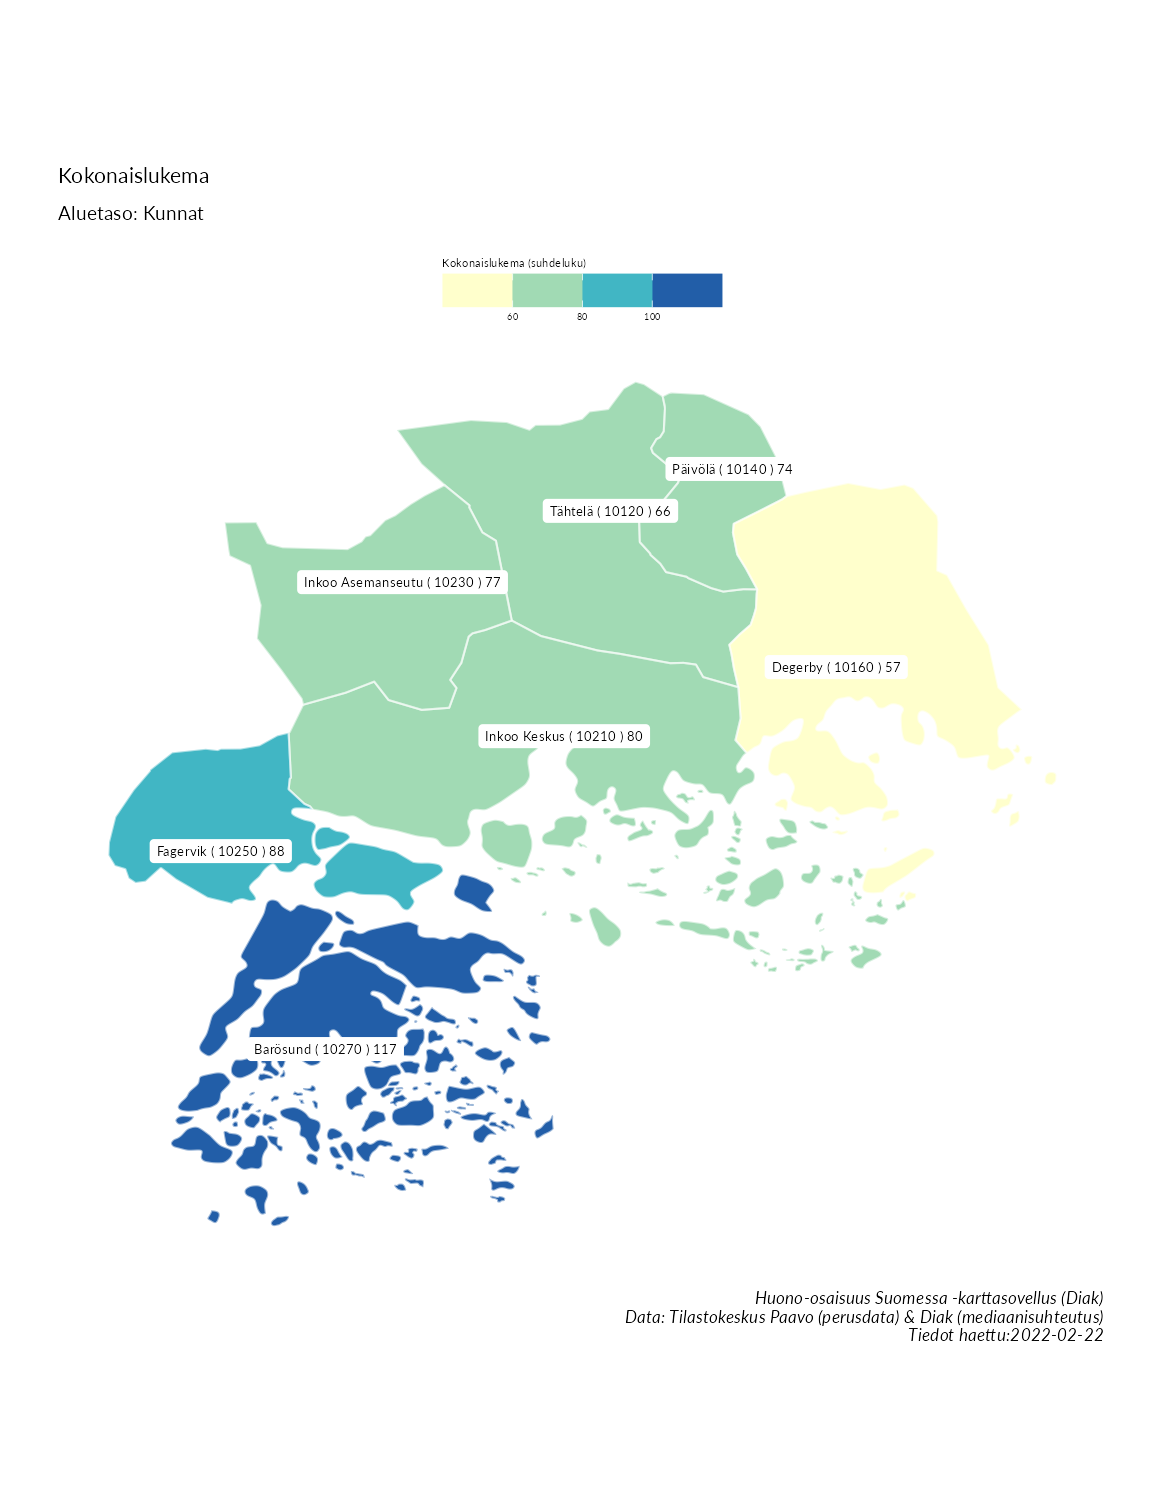 Kokonaislukema
Aluetaso: Kunnat
Kokonaislukema (suhdeluku)
60 80 100
Päivölä ( 10140 ) 74
Tähtelä ( 10120 ) 66
Inkoo Asemanseutu ( 10230 ) 77
Degerby ( 10160 ) 57
Inkoo Keskus ( 10210 ) 80
Fagervik ( 10250 ) 88
Barösund ( 10270 ) 117
Huono-osaisuus Suomessa -karttasovellus (Diak)
Data: Tilastokeskus Paavo (perusdata) & Diak (mediaanisuhteutus)
Tiedot haettu:2022-02-22